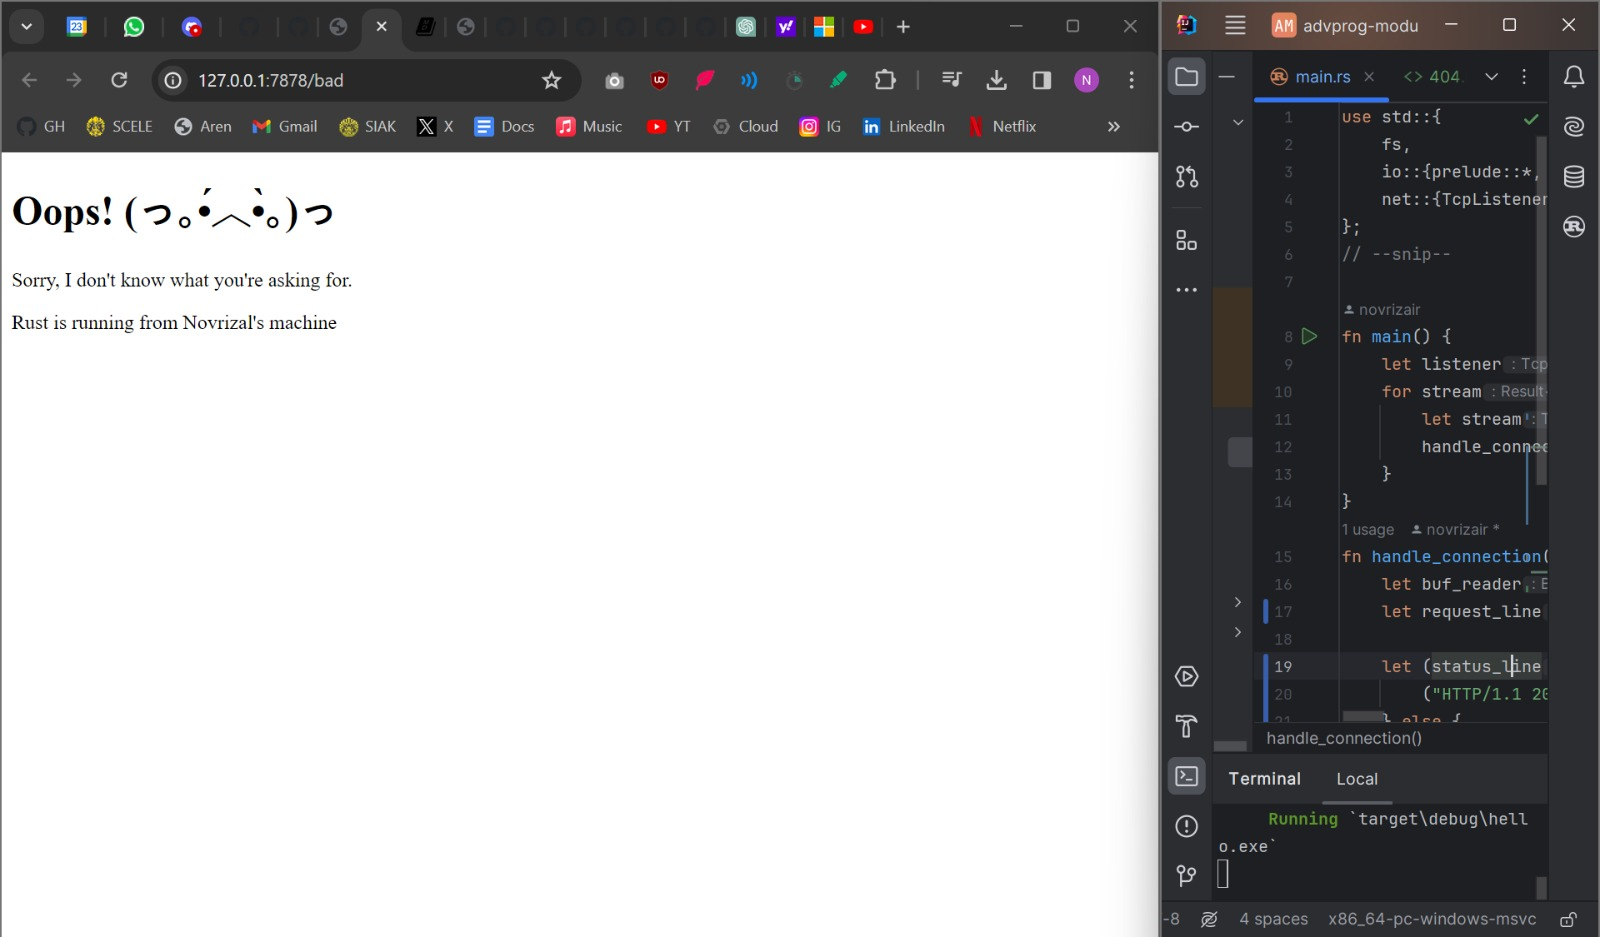 23
127.0.0.1:7878/bad
N
GH
SCELE
Aren
Gmail
SIAK
X
Docs
Music
YT
Cloud
IG
LinkedIn
Netflix
Oops! (っ｡•́︿•̀｡)っ
Sorry, I don't know what you're asking for.
Rust is running from Novrizal's machine
AM advprog-modu
main.rs
<> 404
1 use std::{
2 fs,
3 io::{prelude::*,
4 net::{TcpListener
5 };
6 // --snip--
7
novrizair
8 fn main() {
9 let listener : Tcp
10 for stream : Result
11 let stream : T
12 handle_connec
13 }
14 }
1 usage novrizair *
15 fn handle_connection(
16 let buf_reader : B
17 let request_line
18
19 let (status_line
20 ("HTTP/1.1 20
21 } else {
handle_connection()
Terminal Local
Running `target\debug\hell
o.exe`
-8 4 spaces x86_64-pc-windows-msvc